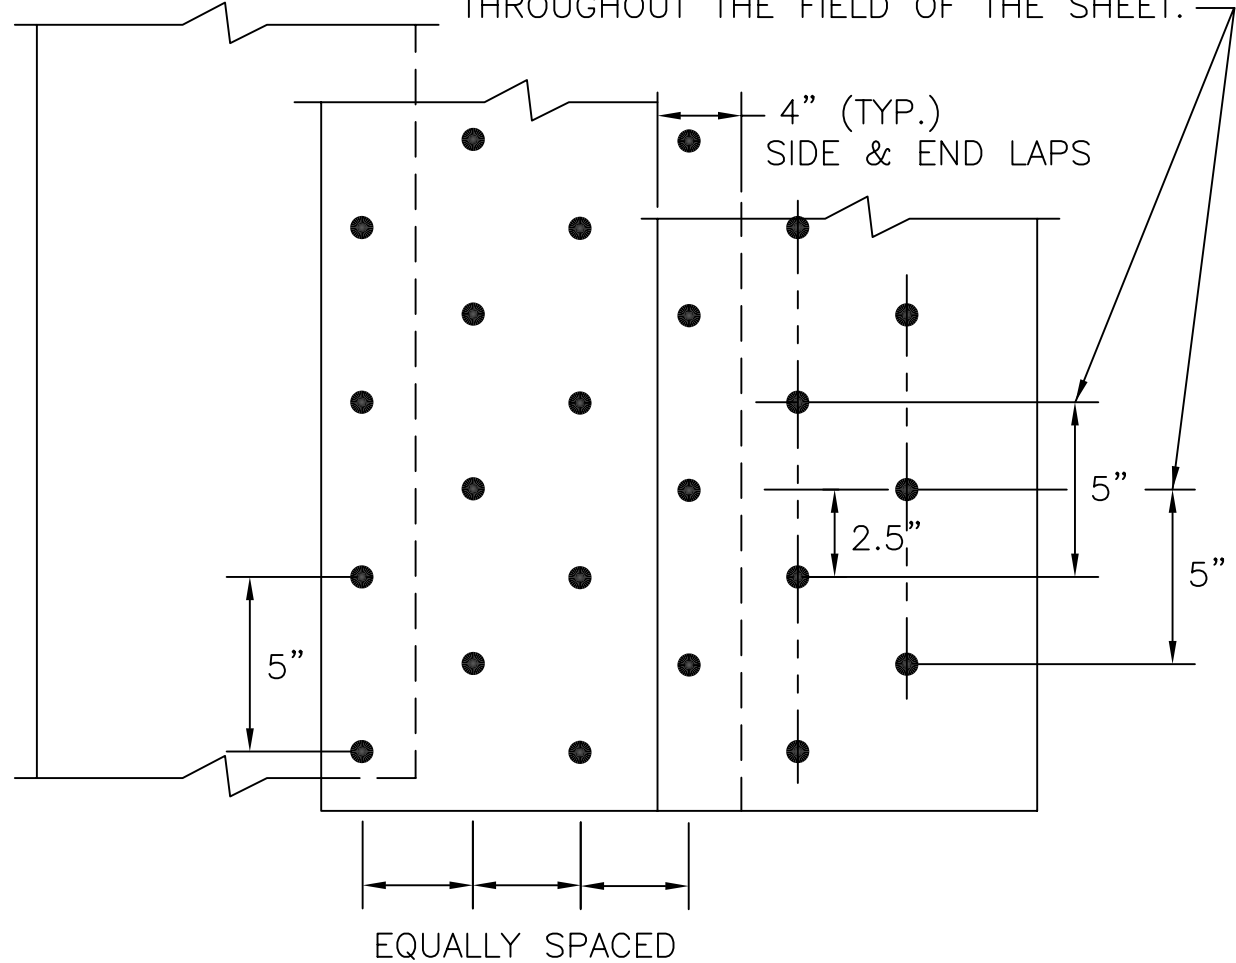 THROUGHOUT THE FIELD OF THE SHEET.
4” (TYP.)
SIDE & END LAPS
5”
2.5”
5”
5”
EQUALLY SPACED